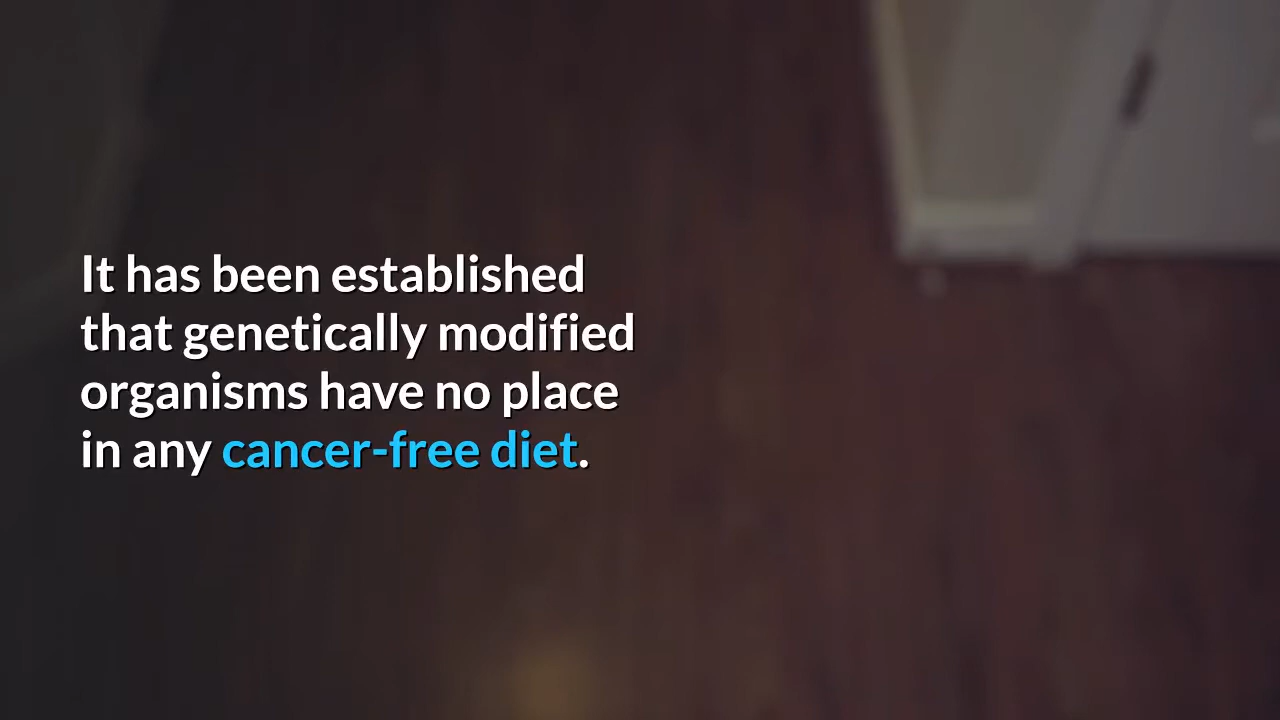 It has been established
that genetically modified
organisms have no place
in any cancer-free diet.